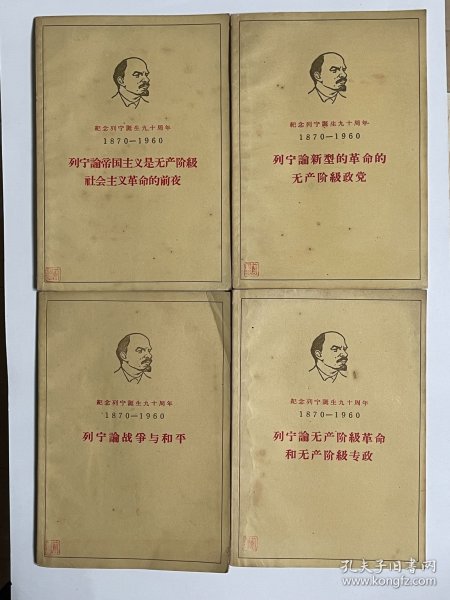 紀念列宁誕生九十周年
1870—1960
列宁論帝国主义是无产阶級
社会主义革命的前夜
紀念列宁誕生九十周年
1870—1960
列宁論新型的革命的
无产阶級政党
紀念列宁誕生九十周年
1870—1960
列宁論战爭与和平
紀念列宁誕生九十周年
1870—1960
列宁論无产阶級革命
和无产阶級专政
孔夫子旧书网
www.kongfz.com